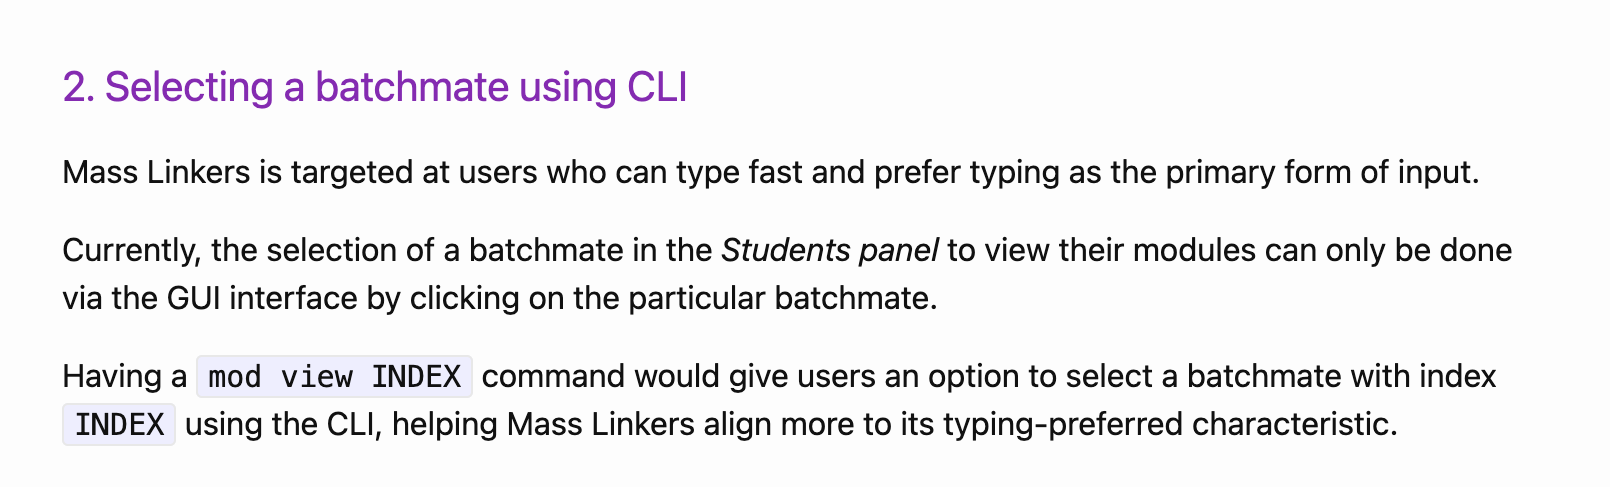 2. Selecting a batchmate using CLI
Mass Linkers is targeted at users who can type fast and prefer typing as the primary form of input.
Currently, the selection of a batchmate in the Students panel to view their modules can only be done
via the GUI interface by clicking on the particular batchmate.
Having a mod view INDEX command would give users an option to select a batchmate with index
INDEX using the CLI, helping Mass Linkers align more to its typing-preferred characteristic.